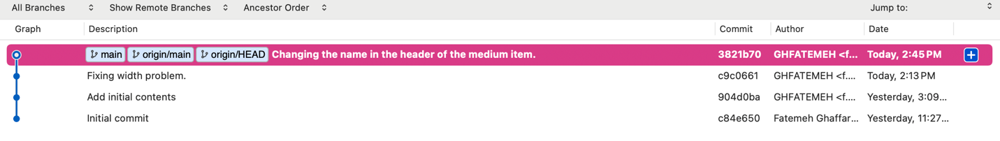 All Branches Show Remote Branches Ancestor Order Jump to:
Graph Description Commit Author Date
main origin/main origin/HEAD Changing the name in the header of the medium item. 3821b70 GHFATEMEH <f... Today, 2:45 PM
Fixing width problem. c9c0661 GHFATEMEH <f.... Today, 2:13 PM
Add initial contents 904d0ba GHFATEMEH <f.... Yesterday, 3:09...
Initial commit c84e650 Fatemeh Ghaffar... Yesterday, 11:27...